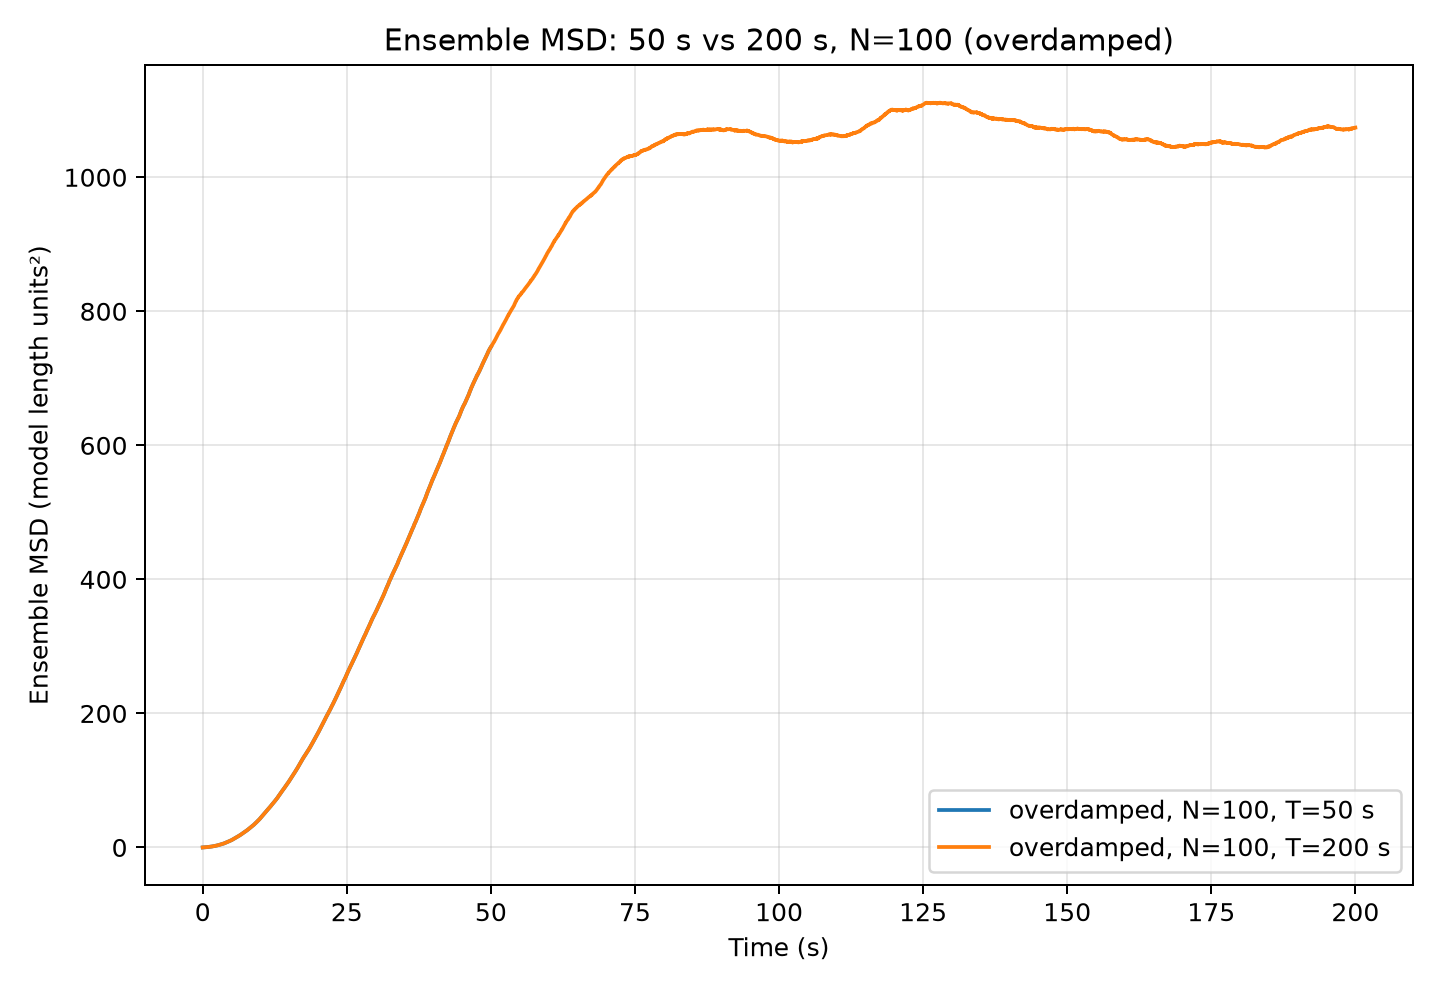 Ensemble MSD: 50 s vs 200 s, N=100 (overdamped)
Ensemble MSD (model length units²)
1000
800
600
400
200
0
overdamped, N=100, T=50 s
overdamped, N=100, T=200 s
0 25 50 75 100 125 150 175 200
Time (s)